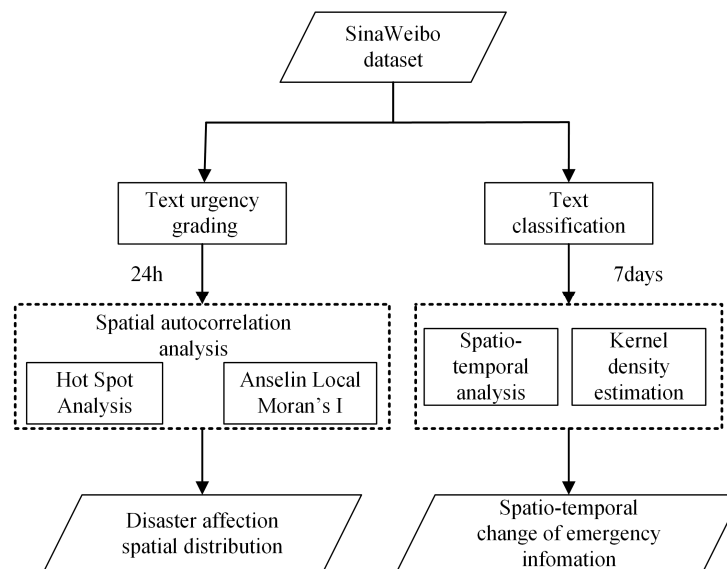 SinaWeibo
dataset
Text urgency
grading
Text
classification
24h
7days
Spatial autocorrelation
analysis
Hot Spot
Analysis
Anselin Local
Moran's I
Spatio-
temporal
analysis
Kernel
density
estimation
Disaster affection
spatial distribution
Spatio-temporal
change of emergency
infomation